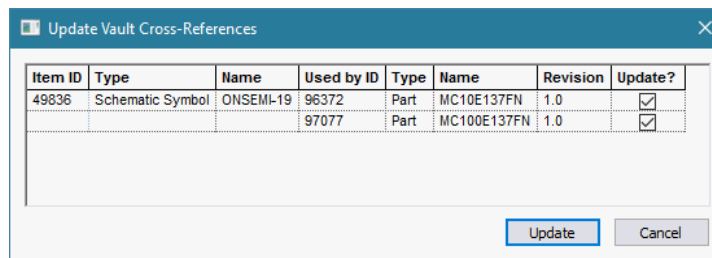 Update Vault Cross-References
Item ID Type Name Used by ID Type Name Revision Update?
49836 Schematic Symbol ONSEMI-19 96372 Part MC10E137FN 1.0
97077 Part MC100E137FN 1.0
Update Cancel